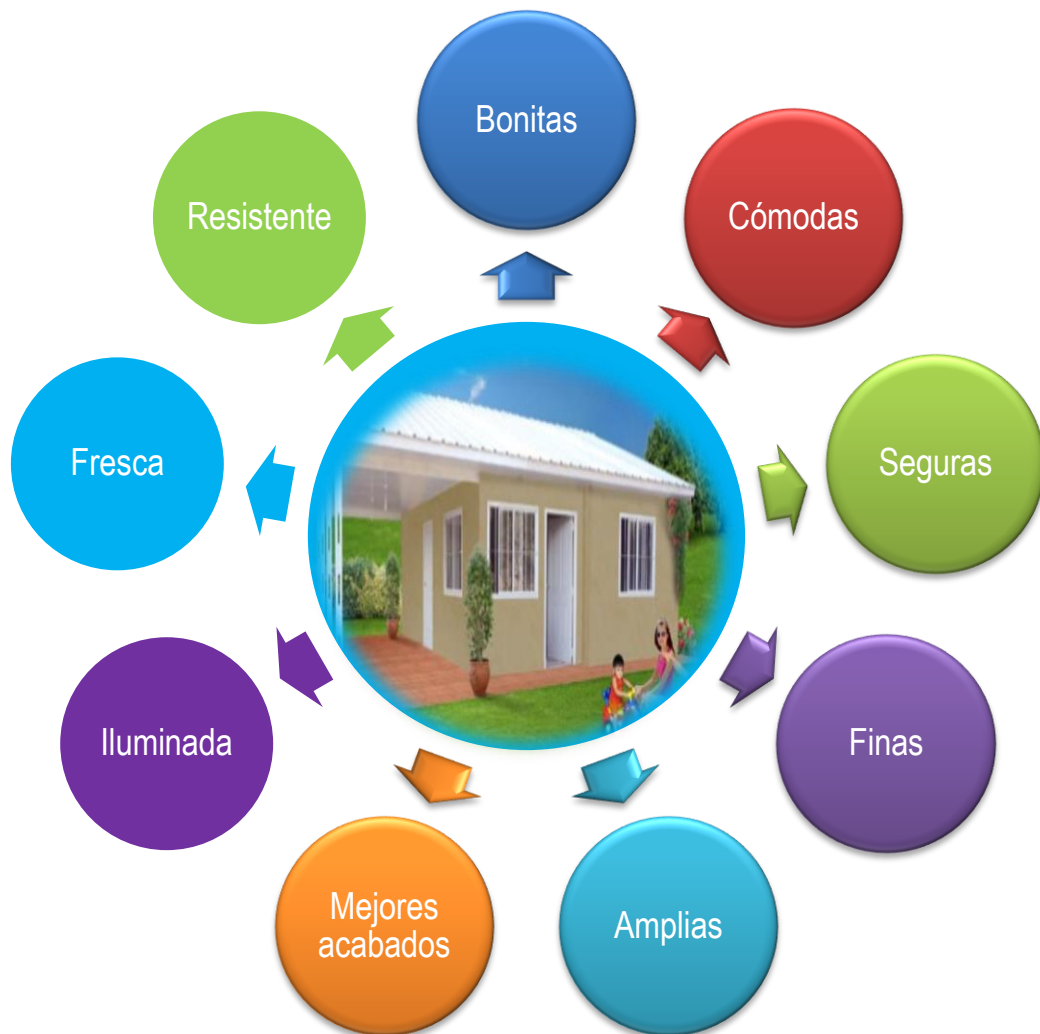 Bonitas
Cómodas
Seguras
Finas
Amplias
Mejores
acabados
Iluminada
Fresca
Resistente